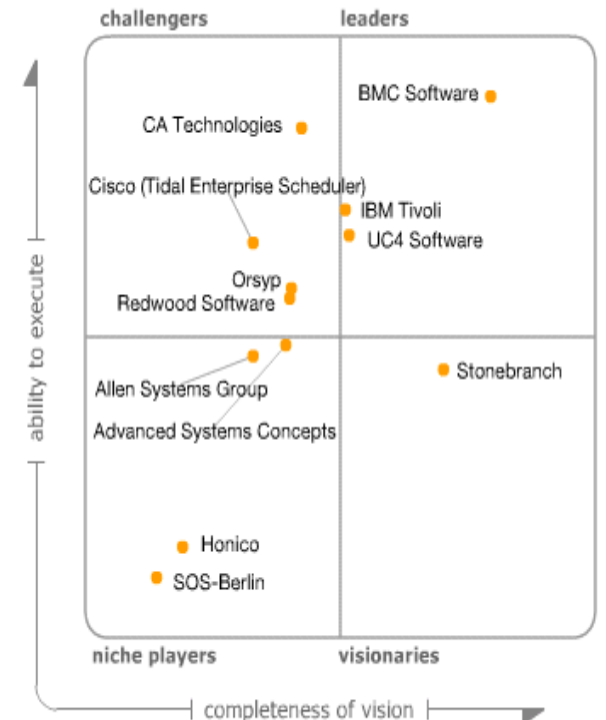 challengers
leaders
BMC Software
CA Technologies
Cisco (Tidal Enterprise Scheduler)
IBM Tivoli
UC4 Software
Orsyp
Redwood Software
Stonebranch
Allen Systems Group
Advanced Systems Concepts
Honico
SOS-Berlin
niche players
visionaries
ability to execute
completeness of vision